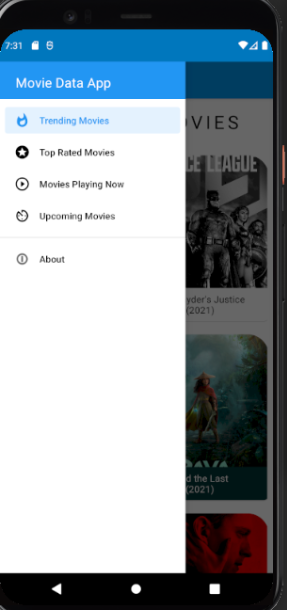 7:31
Movie Data App
Trending Movies
VIES
Top Rated Movies
CE LEAGUE
Movies Playing Now
Upcoming Movies
About
yder's Justice
(2021)
d the Last
(2021)